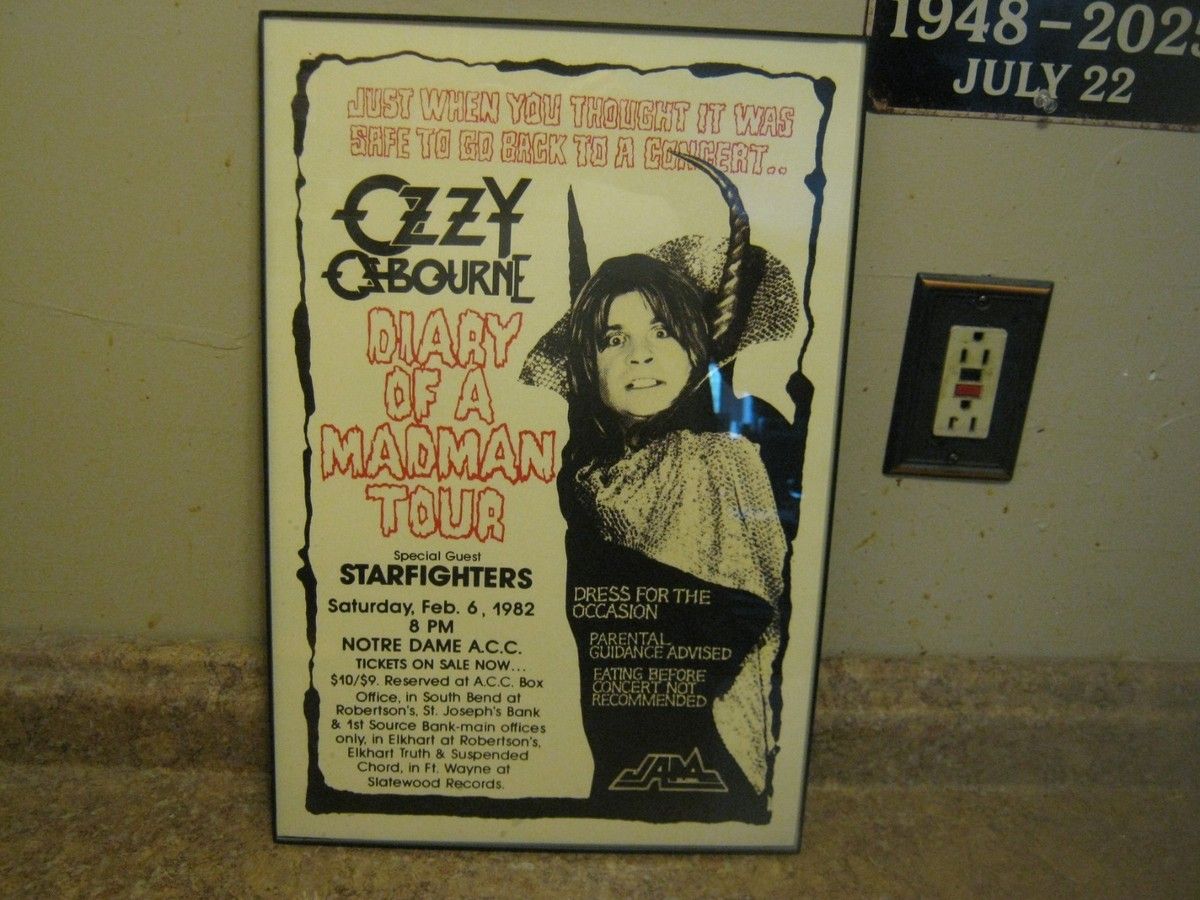 JUST WHEN YOU THOUGHT IT WAS
SAFE TO GO BACK TO A CONCERT..
OZZY
OSBOURNE
DIARY
OF A
MADMAN
TOUR
Special Guest
STARFIGHTERS
Saturday, Feb. 6, 1982
8 PM
NOTRE DAME A.C.C.
TICKETS ON SALE NOW...
$10/$9. Reserved at A.C.C. Box
Office, in South Bend at
Robertson's, St. Joseph's Bank
& 1st Source Bank-main offices
only, in Elkhart at Robertson's,
Elkhart Truth & Suspended
Chord, in Ft. Wayne at
Slatewood Records.
DRESS FOR THE
OCCASION
PARENTAL
GUIDANCE ADVISED
EATING BEFORE
CONCERT NOT
RECOMMENDED
JAM
1948-2025
JULY 22